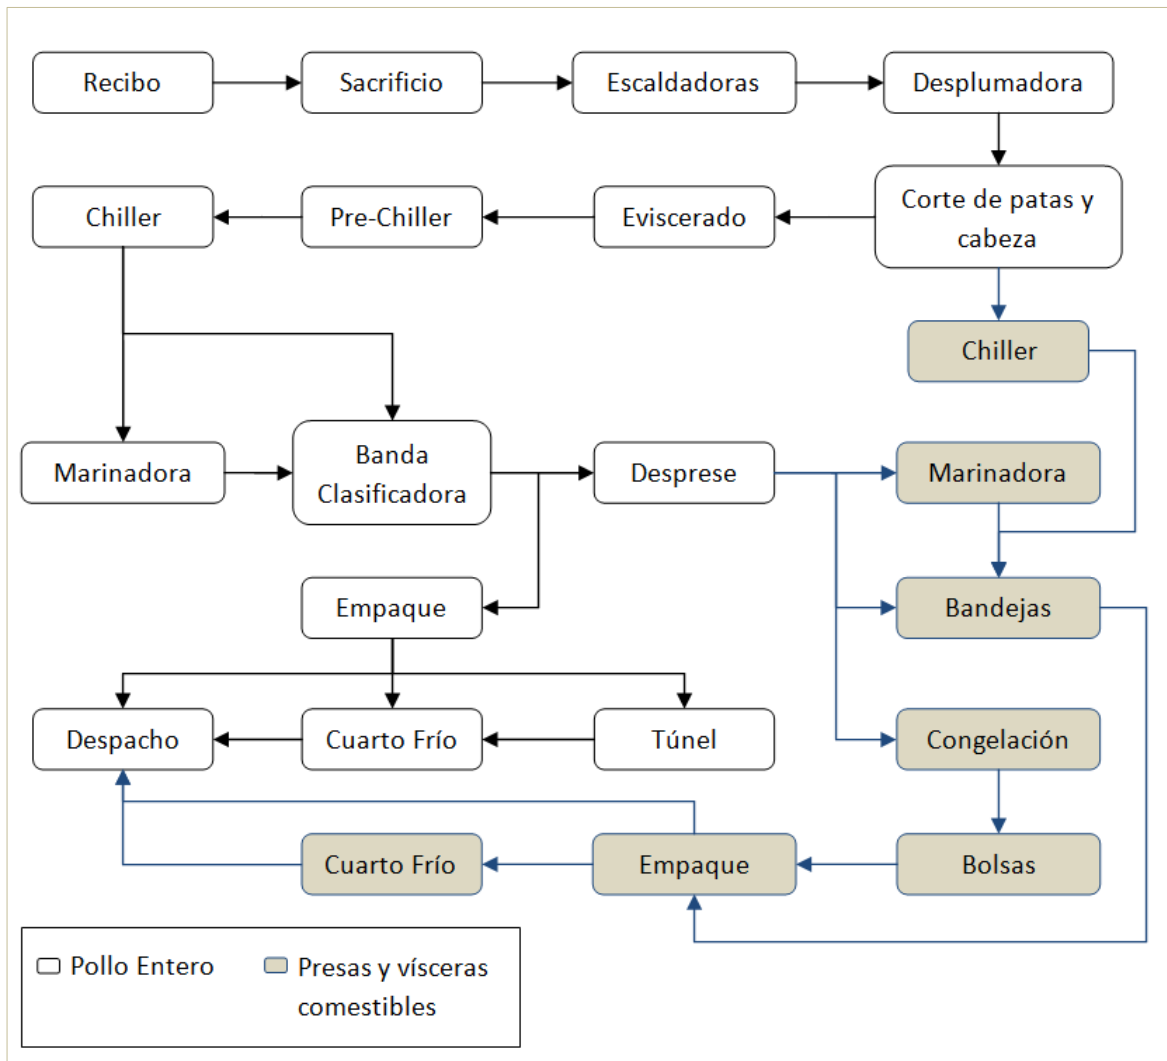 Recibo
Sacrificio
Escaldadoras
Desplumadora
Chiller
Pre-Chiller
Eviscerado
Corte de patas y
cabeza
Chiller
Marinadora
Banda
Clasificadora
Desprese
Marinadora
Empaque
Bandejas
Despacho
Cuarto Frío
Túnel
Congelación
Cuarto Frío
Empaque
Bolsas
Pollo Entero
Presas y vísceras
comestibles